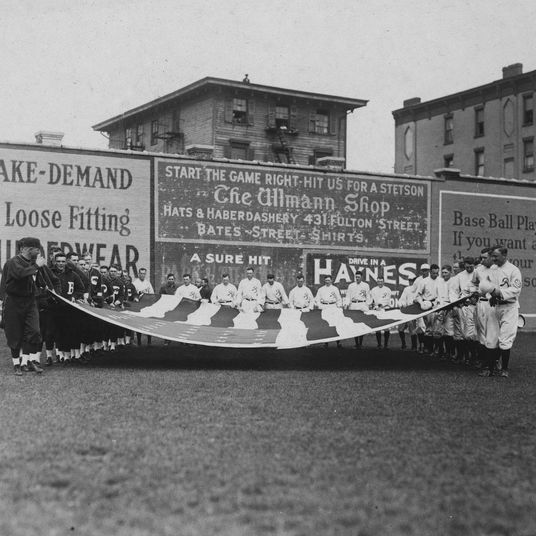 AKE-DEMAND
Loose Fitting
UNDERWEAR
START THE GAME RIGHT-HIT US FOR A STETSON
The Ullmann Shop
HATS & HABERDASHERY 431 FULTON STREET
BATES-STREET-SHIRTS.
A SURE HIT
DRIVE IN A
HAYNES
Base Ball Play
If you want a